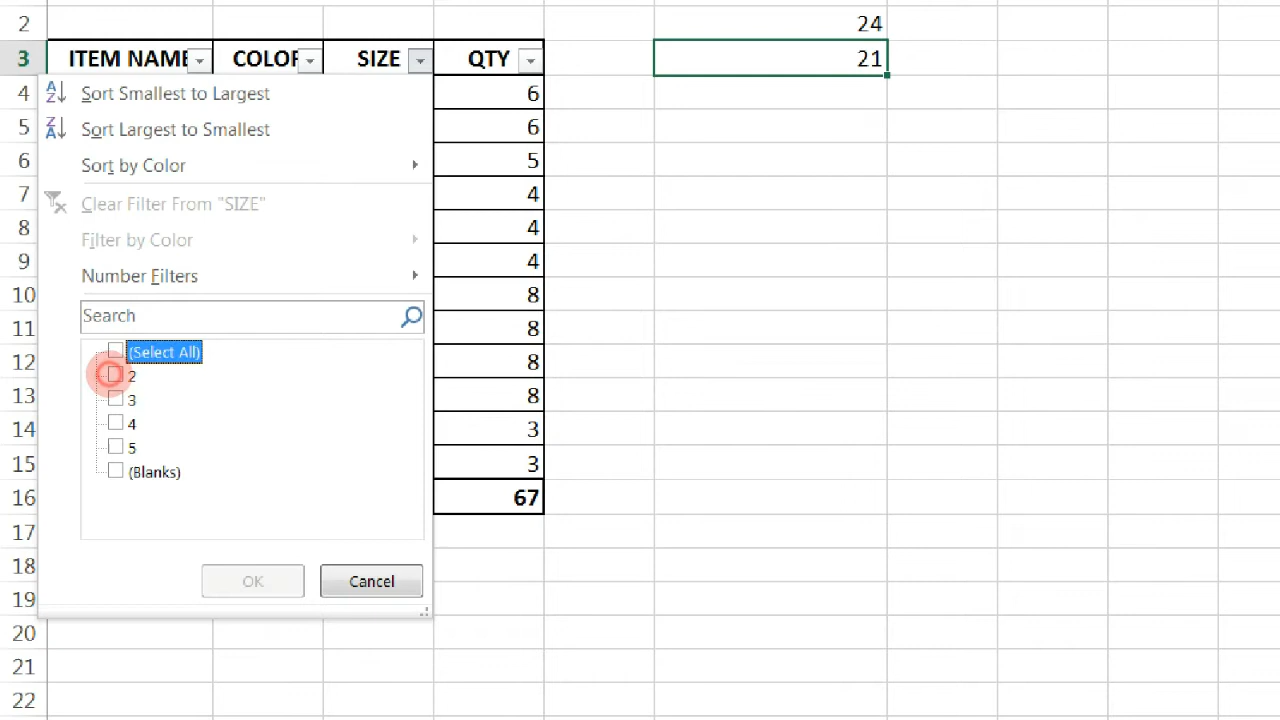 2 24
3 ITEM NAME COLOR SIZE QTY 21
4 Sort Smallest to Largest 6
5 Sort Largest to Smallest 6
6 Sort by Color 5
7 Clear Filter From "SIZE" 4
8 Filter by Color 4
9 Number Filters 4
10 Search 8
11 (Select All) 8
12 2 8
13 3 8
14 4 3
15 5 3
16 (Blanks) 67
17
18 OK Cancel
19
20
21
22